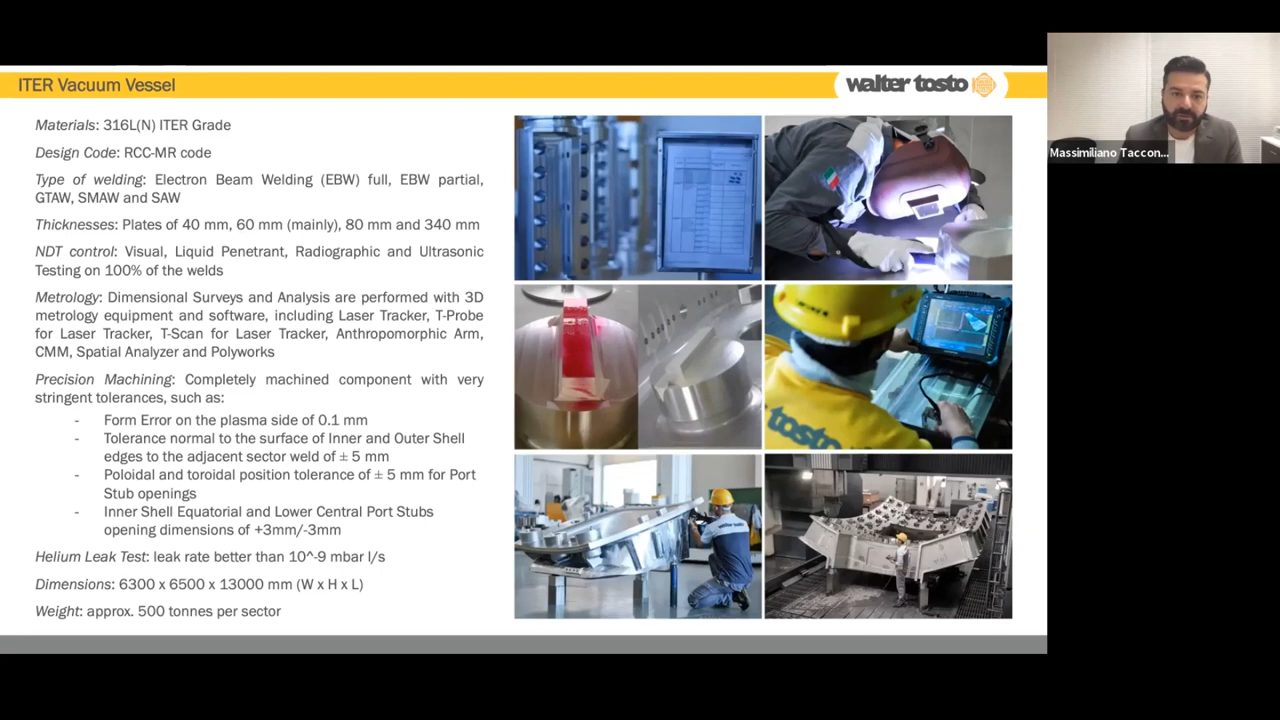 ITER Vacuum Vessel
walter tosto
Materials: 316L(N) ITER Grade
Design Code: RCC-MR code
Type of welding: Electron Beam Welding (EBW) full, EBW partial,
GTAW, SMAW and SAW
Thicknesses: Plates of 40 mm, 60 mm (mainly), 80 mm and 340 mm
NDT control: Visual, Liquid Penetrant, Radiographic and Ultrasonic
Testing on 100% of the welds
Metrology: Dimensional Surveys and Analysis are performed with 3D
metrology equipment and software, including Laser Tracker, T-Probe
for Laser Tracker, T-Scan for Laser Tracker, Anthropomorphic Arm,
CMM, Spatial Analyzer and Polyworks
Precision Machining: Completely machined component with very
stringent tolerances, such as:
- Form Error on the plasma side of 0.1 mm
- Tolerance normal to the surface of Inner and Outer Shell
edges to the adjacent sector weld of ± 5 mm
- Poloidal and toroidal position tolerance of ± 5 mm for Port
Stub openings
- Inner Shell Equatorial and Lower Central Port Stubs
opening dimensions of +3mm/-3mm
Helium Leak Test: leak rate better than 10^-9 mbar l/s
Dimensions: 6300 x 6500 x 13000 mm (W x H x L)
Weight: approx. 500 tonnes per sector
tosto
walter tosto
Massimiliano Taccon...